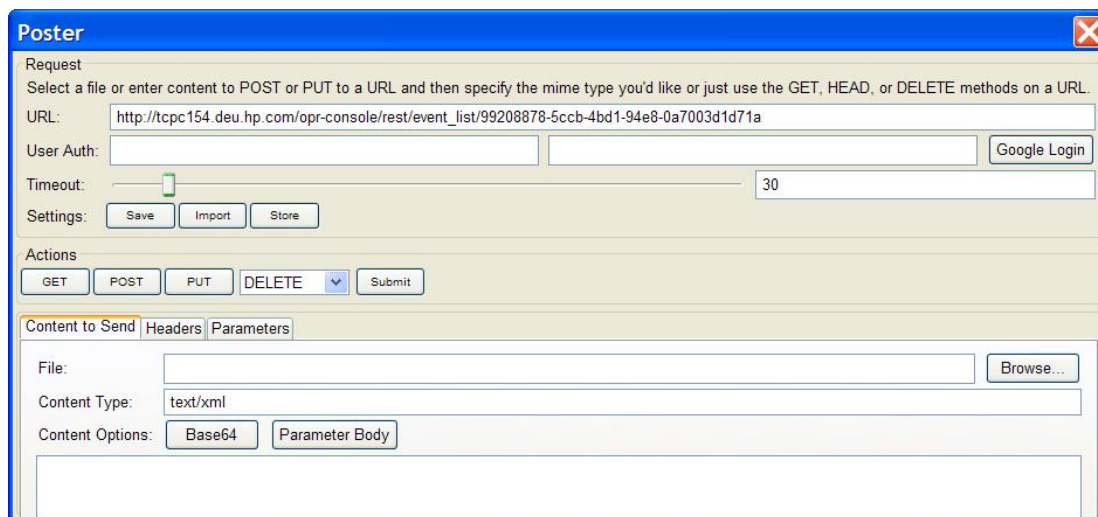 Poster
Request
Select a file or enter content to POST or PUT to a URL and then specify the mime type you'd like or just use the GET, HEAD, or DELETE methods on a URL.
URL: http://tcpc154.deu.hp.com/opr-console/rest/event_list/99208878-5ccb-4bd1-94e8-0a7003d1d71a
User Auth: Google Login
Timeout: 30
Settings: Save Import Store
Actions
GET POST PUT DELETE Submit
Content to Send Headers Parameters
File: Browse...
Content Type: text/xml
Content Options: Base64 Parameter Body